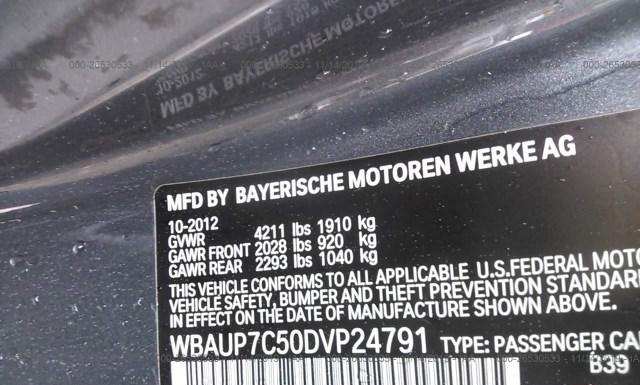 MFD BY BAYERISCHE MOTOREN WERKE AG
10-2012
GVWR 4211 lbs 1910 kg
GAWR FRONT 2028 lbs 920 kg
GAWR REAR 2293 lbs 1040 kg
THIS VEHICLE CONFORMS TO ALL APPLICABLE U.S.FEDERAL MOTO
VEHICLE SAFETY, BUMPER AND THEFT PREVENTION STANDARD
IN EFFECT ON THE DATE OF MANUFACTURE SHOWN ABOVE.
WBAUP7C50DVP24791 TYPE: PASSENGER CA
B39